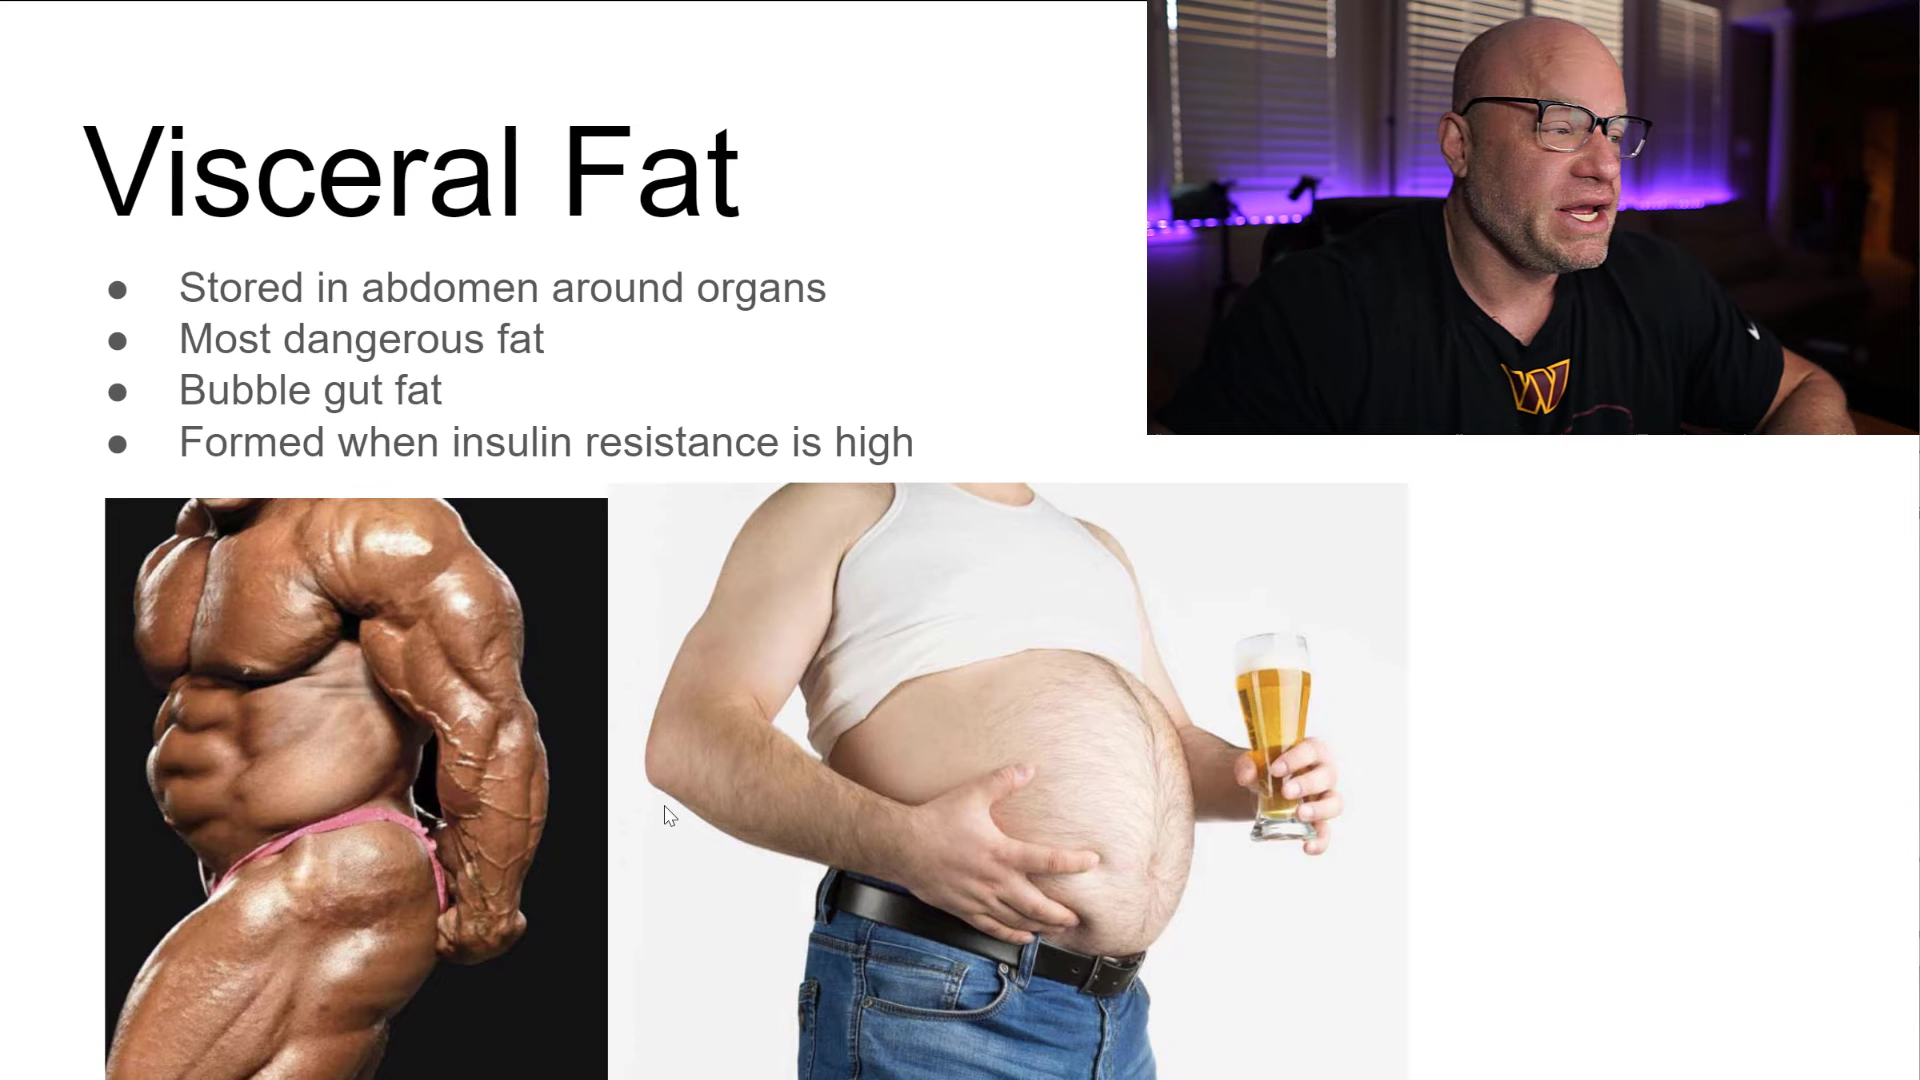 Visceral Fat
● Stored in abdomen around organs
● Most dangerous fat
● Bubble gut fat
● Formed when insulin resistance is high
W